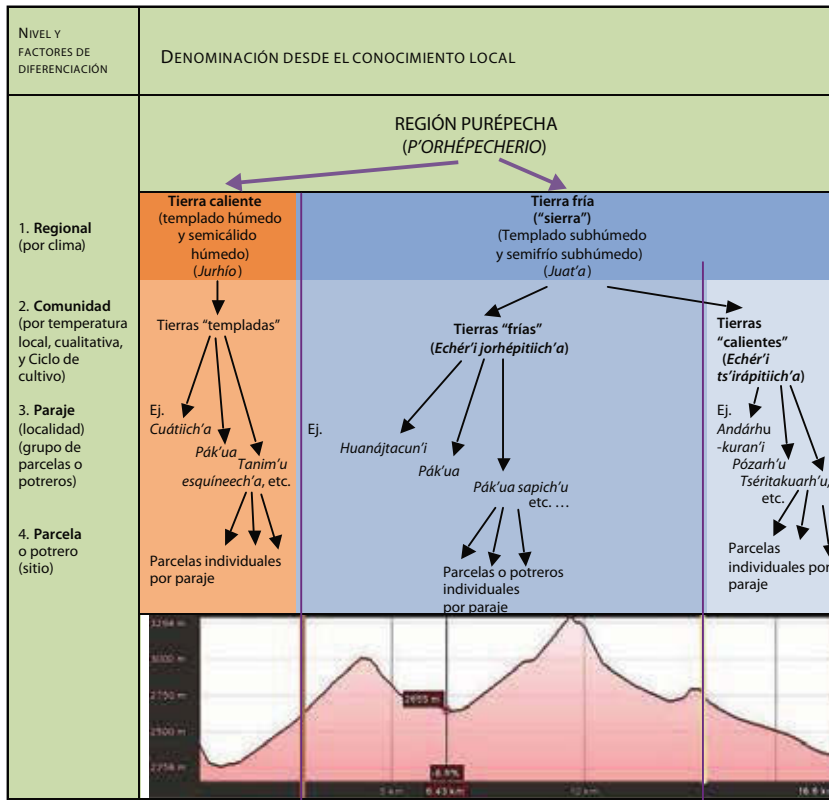 NIVEL Y
FACTORES DE
DIFERENCIACIÓN
DENOMINACIÓN DESDE EL CONOCIMIENTO LOCAL
REGIÓN PURÉPECHA
(P'ORHÉPECHERIO)
1. Regional
(por clima)
Tierra caliente
(templado húmedo
y semicálido
húmedo)
(Jurhío)
Tierra fría
("sierra")
(Templado subhúmedo
y semifrío subhúmedo)
(Juat'a)
2. Comunidad
(por temperatura
local, cualitativa,
y Ciclo de
cultivo)
Tierras "templadas"
Tierras "frías"
(Echér'i jorhépitiich'a)
Tierras
"calientes"
(Echér'i
ts'irápitiich'a)
3. Paraje
(localidad)
(grupo de
parcelas o
potreros)
Ej.
Cuátiich'a
Pák'ua
Tanim'u
esquíneech'a, etc.
Ej.
Huanájtacun'i
Pák'ua
Pák'ua sapich'u
etc. ...
Ej.
Andárhu
-kuran'i
Pózarh'u
Tséritakuarh'u,
etc.
4. Parcela
o potrero
(sitio)
Parcelas individuales
por paraje
Parcelas o potreros
individuales
por paraje
Parcelas
individuales por
paraje
3000 m
2750 m
2500 m
2655 m
6.43 km
12 km